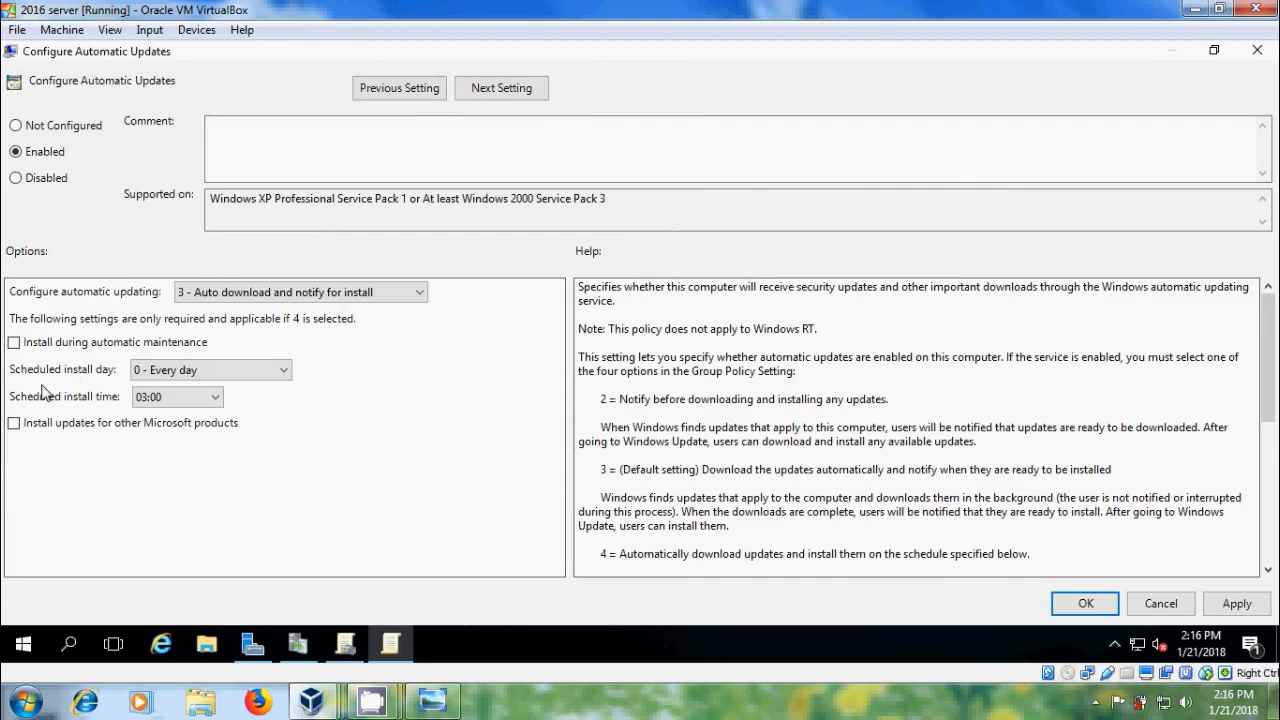 2016 server [Running] - Oracle VM VirtualBox
File Machine View Input Devices Help
Configure Automatic Updates
Configure Automatic Updates
Previous Setting
Next Setting
Not Configured
Enabled
Disabled
Comment:
Supported on:
Windows XP Professional Service Pack 1 or At least Windows 2000 Service Pack 3
Options:
Help:
Configure automatic updating: 3 - Auto download and notify for install
The following settings are only required and applicable if 4 is selected.
Install during automatic maintenance
Scheduled install day: 0 - Every day
Scheduled install time: 03:00
Install updates for other Microsoft products
Specifies whether this computer will receive security updates and other important downloads through the Windows automatic updating
service.
Note: This policy does not apply to Windows RT.
This setting lets you specify whether automatic updates are enabled on this computer. If the service is enabled, you must select one of
the four options in the Group Policy Setting:
2 = Notify before downloading and installing any updates.
When Windows finds updates that apply to this computer, users will be notified that updates are ready to be downloaded. After
going to Windows Update, users can download and install any available updates.
3 = (Default setting) Download the updates automatically and notify when they are ready to be installed
Windows finds updates that apply to the computer and downloads them in the background (the user is not notified or interrupted
during this process). When the downloads are complete, users will be notified that they are ready to install. After going to Windows
Update, users can install them.
4 = Automatically download updates and install them on the schedule specified below.
OK
Cancel
Apply
2:16 PM
1/21/2018
1
Right Ctrl
2:16 PM
1/21/2018